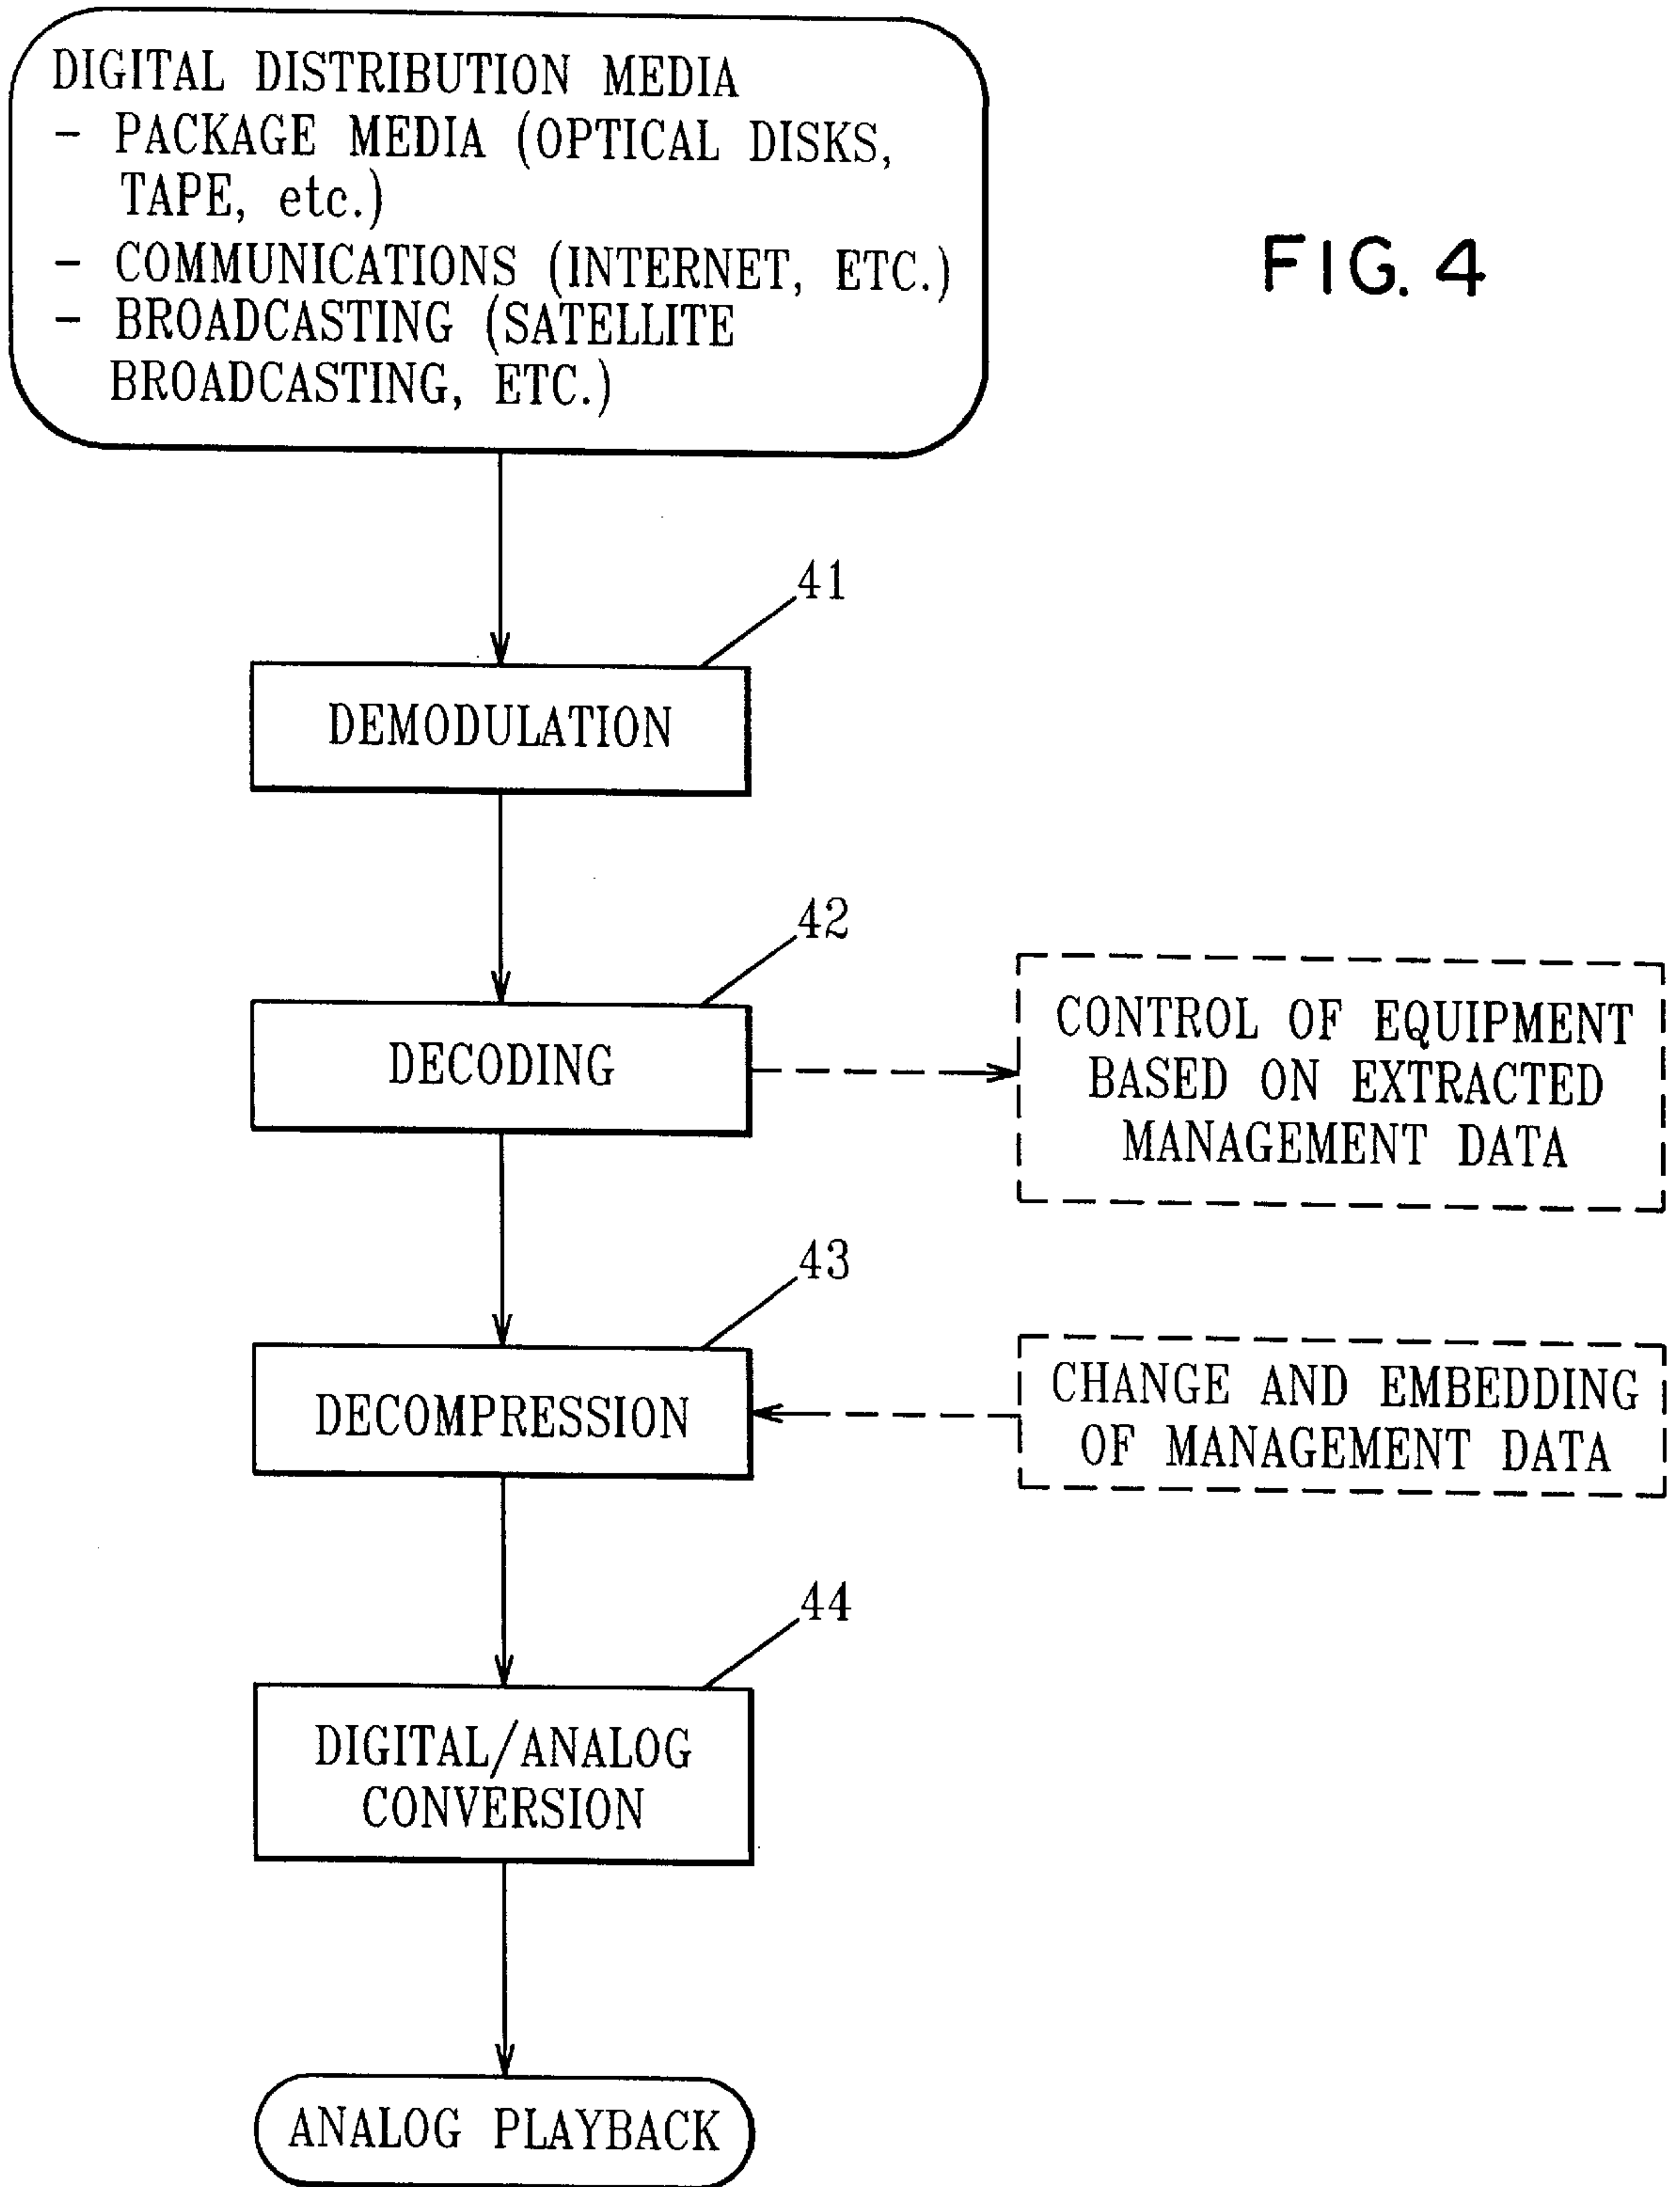 DIGITAL DISTRIBUTION MEDIA
- PACKAGE MEDIA (OPTICAL DISKS,
TAPE, etc.)
- COMMUNICATIONS (INTERNET, ETC.)
- BROADCASTING (SATELLITE
BROADCASTING, ETC.)
FIG. 4
41
DEMODULATION
42
DECODING
CONTROL OF EQUIPMENT
BASED ON EXTRACTED
MANAGEMENT DATA
43
DECOMPRESSION
CHANGE AND EMBEDDING
OF MANAGEMENT DATA
44
DIGITAL/ANALOG
CONVERSION
ANALOG PLAYBACK